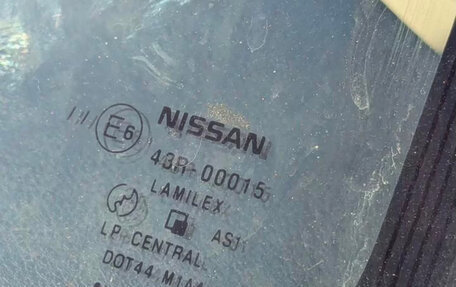 NISSAN
E6 43R-00015
LAMILEX
AS1
LP-CENTRAL
DOT44